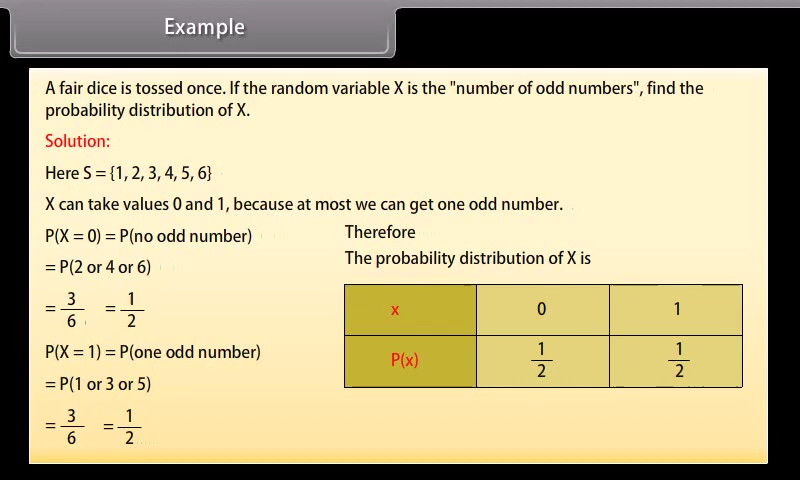 Example
A fair dice is tossed once. If the random variable X is the "number of odd numbers", find the
probability distribution of X.
Solution:
Here S = {1, 2, 3, 4, 5, 6}
X can take values 0 and 1, because at most we can get one odd number.
P(X = 0) = P(no odd number)
= P(2 or 4 or 6)
= 3/6 = 1/2
P(X = 1) = P(one odd number)
= P(1 or 3 or 5)
= 3/6 = 1/2
Therefore
The probability distribution of X is
x 0 1
P(x) 1/2 1/2